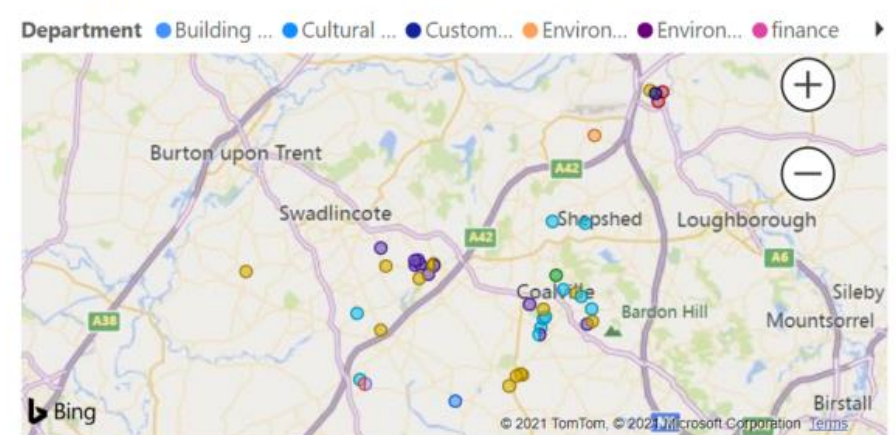 Department Building ... Cultural ... Custom... Environ... Environ... finance
Burton upon Trent
A42
Swadlincote
Shepshed
Loughborough
A42
A6
Coalville
Sileby
A38
Bardon Hill
Mountsorrel
Birstall
Bing
© 2021 TomTom, © 2021 Microsoft Corporation Terms